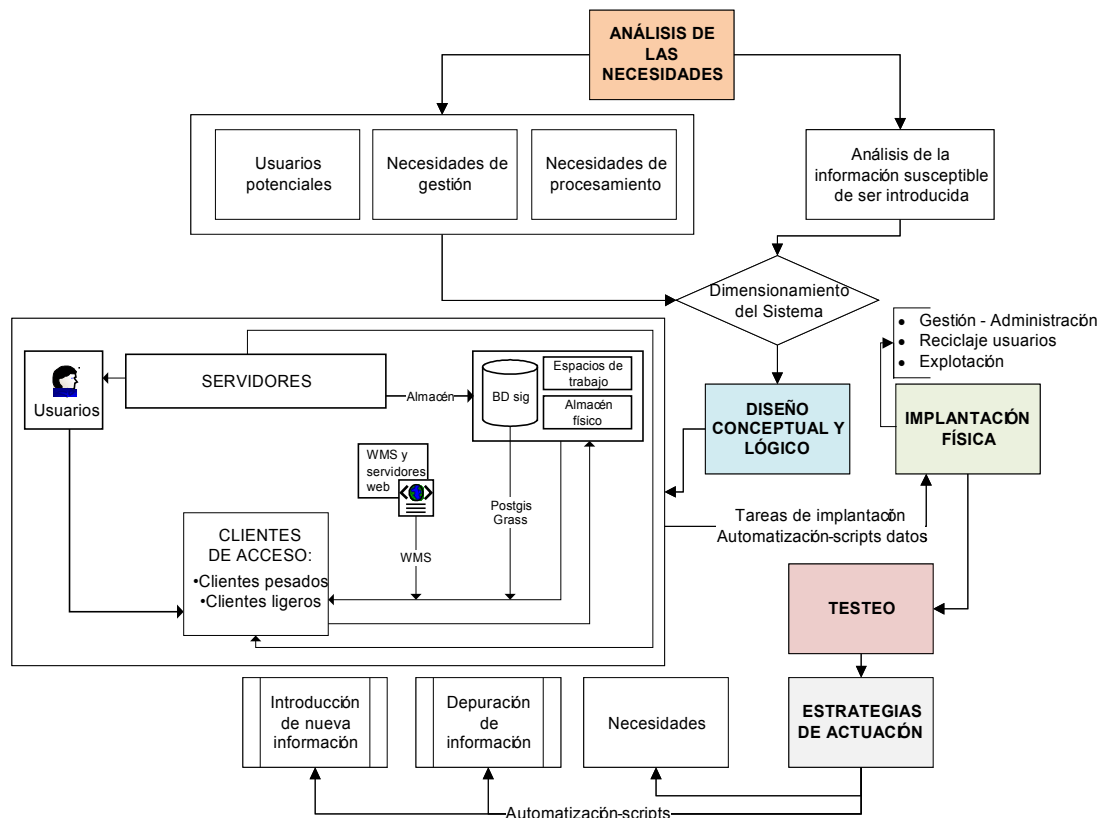 ANÁLISIS DE
LAS
NECESIDADES
Usuarios
potenciales
Necesidades de
gestión
Necesidades de
procesamiento
Análisis de la
información susceptible
de ser introducida
Dimensionamiento
del Sistema
• Gestión - Administración
• Reciclaje usuarios
• Explotación
Usuarios
SERVIDORES
Almacén
BD sig
Espacios de
trabajo
Almacén
físico
DISEÑO
CONCEPTUAL Y
LÓGICO
IMPLANTACIÓN
FÍSICA
WMS y
servidores
web
Postgis
Grass
WMS
CLIENTES
DE ACCESO:
•Clientes pesados
•Clientes ligeros
Tareas de implantación
Automatización-scripts datos
TESTEO
Introducción
de nueva
información
Depuración
de
información
Necesidades
ESTRATEGIAS
DE ACTUACIÓN
Automatización-scripts